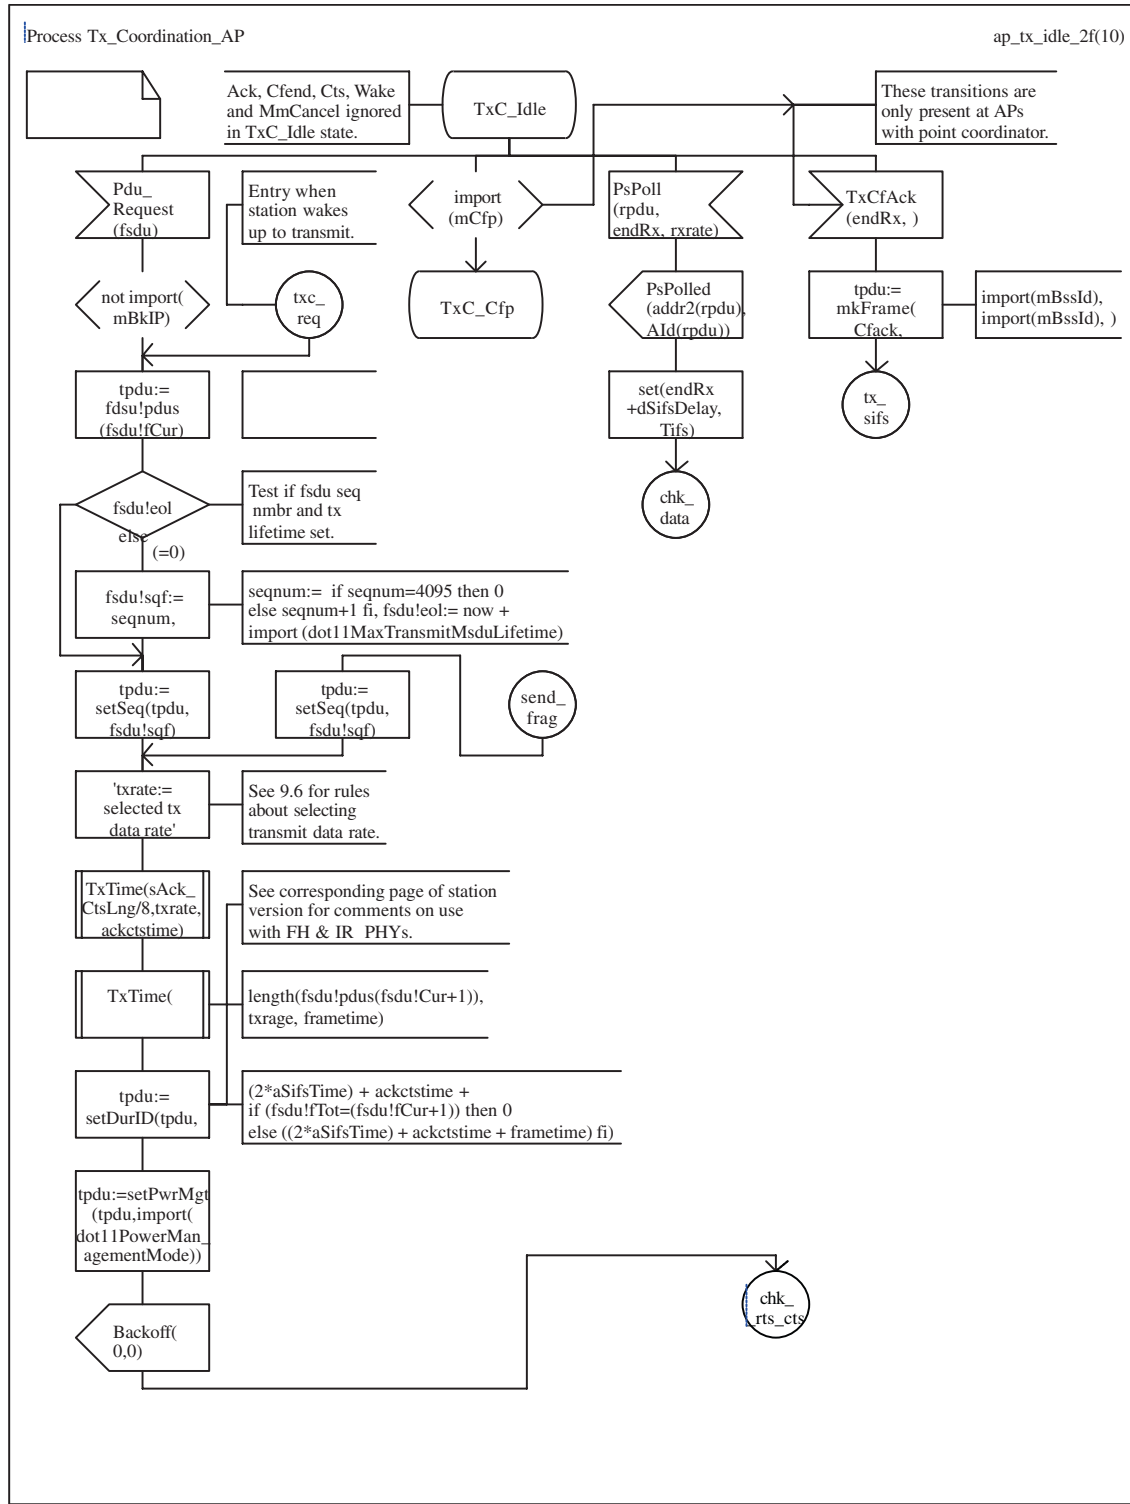 Process Tx_Coordination_AP
ap_tx_idle_2f(10)
Ack, Cfend, Cts, Wake
and MmCancel ignored
in TxC_Idle state.
TxC_Idle
These transitions are
only present at APs
with point coordinator.
Pdu_
Request
(fsdu)
Entry when
station wakes
up to transmit.
import
(mCfp)
PsPoll
(rpdu,
endRx, rxrate)
TxCfAck
(endRx, )
not import(
mBkIP)
txc_
req
TxC_Cfp
PsPolled
(addr2(rpdu),
AId(rpdu))
tpdu:=
mkFrame(
Cfack,
import(mBssId),
import(mBssId), )
tpdu:=
fdsu!pdus
(fsdu!fCur)
set(endRx
+dSifsDelay,
Tifs)
tx_
sifs
fsdu!eol
else
(=0)
Test if fsdu seq
nmbr and tx
lifetime set.
chk_
data
fsdu!sqf:=
seqnum,
seqnum:=  if seqnum=4095 then 0
else seqnum+1 fi, fsdu!eol:= now +
import (dot11MaxTransmitMsduLifetime)
tpdu:=
setSeq(tpdu,
fsdu!sqf)
tpdu:=
setSeq(tpdu,
fsdu!sqf)
send_
frag
'txrate:=
selected tx
data rate'
See 9.6 for rules
about selecting
transmit data rate.
TxTime(sAck_
CtsLng/8,txrate,
ackctstime)
See corresponding page of station
version for comments on use
with FH & IR  PHYs.
TxTime(
length(fsdu!pdus(fsdu!Cur+1)),
txrage, frametime)
tpdu:=
setDurID(tpdu,
(2*aSifsTime) + ackctstime +
if (fsdu!fTot=(fsdu!fCur+1)) then 0
else ((2*aSifsTime) + ackctstime + frametime) fi)
tpdu:=setPwrMgt
(tpdu,import(
dot11PowerMan_
agementMode))
Backoff(
0,0)
chk_
_rts_cts